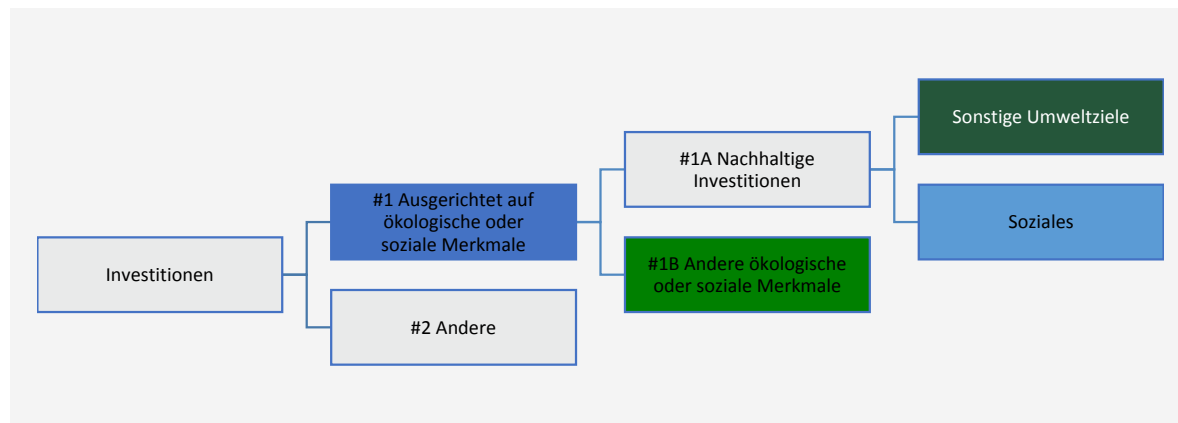 Investitionen
#1 Ausgerichtet auf
ökologische oder
soziale Merkmale
#2 Andere
#1A Nachhaltige
Investitionen
#1B Andere ökologische
oder soziale Merkmale
Sonstige Umweltziele
Soziales